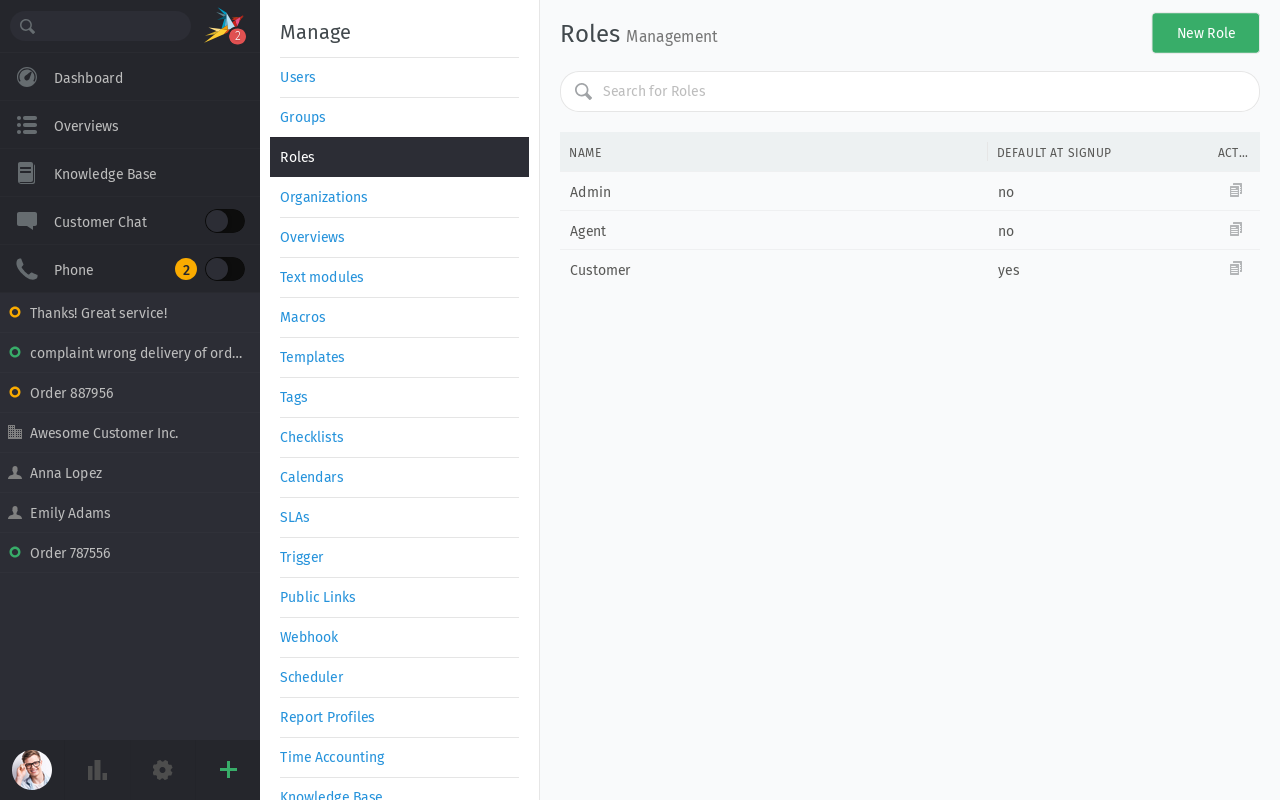 2
Dashboard
Overviews
Knowledge Base
Customer Chat
Phone 2
Thanks! Great service!
complaint wrong delivery of ord...
Order 887956
Awesome Customer Inc.
Anna Lopez
Emily Adams
Order 787556
Manage
Users
Groups
Roles
Organizations
Overviews
Text modules
Macros
Templates
Tags
Checklists
Calendars
SLAs
Trigger
Public Links
Webhook
Scheduler
Report Profiles
Time Accounting
Knowledge Base
Roles Management
New Role
Search for Roles
NAME DEFAULT AT SIGNUP ACT...
Admin no
Agent no
Customer yes